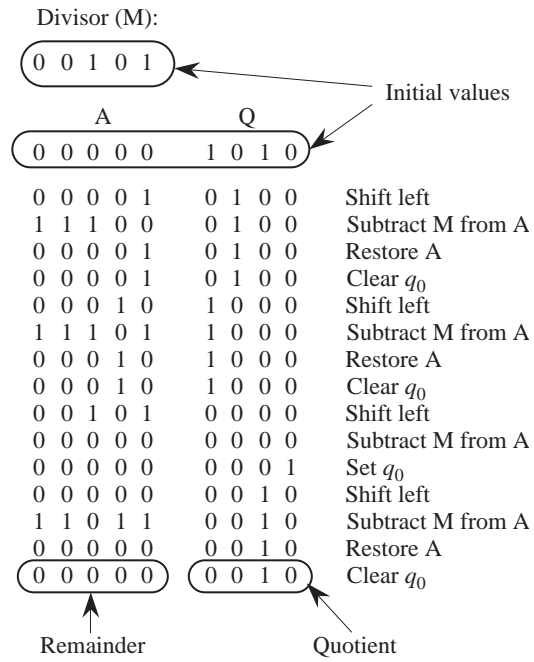 Divisor (M):
0 0 1 0 1
Initial values
A Q
0 0 0 0 0 1 0 1 0
0 0 0 0 1 0 1 0 0 Shift left
1 1 1 0 0 0 1 0 0 Subtract M from A
0 0 0 0 1 0 1 0 0 Restore A
0 0 0 0 1 0 1 0 0 Clear q0
0 0 0 1 0 1 0 0 0 Shift left
1 1 1 0 1 1 0 0 0 Subtract M from A
0 0 0 1 0 1 0 0 0 Restore A
0 0 0 1 0 1 0 0 0 Clear q0
0 0 1 0 1 0 0 0 0 Shift left
0 0 0 0 0 0 0 0 0 Subtract M from A
0 0 0 0 0 0 0 0 1 Set q0
0 0 0 0 0 0 0 1 0 Shift left
1 1 0 1 1 0 0 1 0 Subtract M from A
0 0 0 0 0 0 0 1 0 Restore A
0 0 0 0 0 0 0 1 0 Clear q0
Remainder Quotient